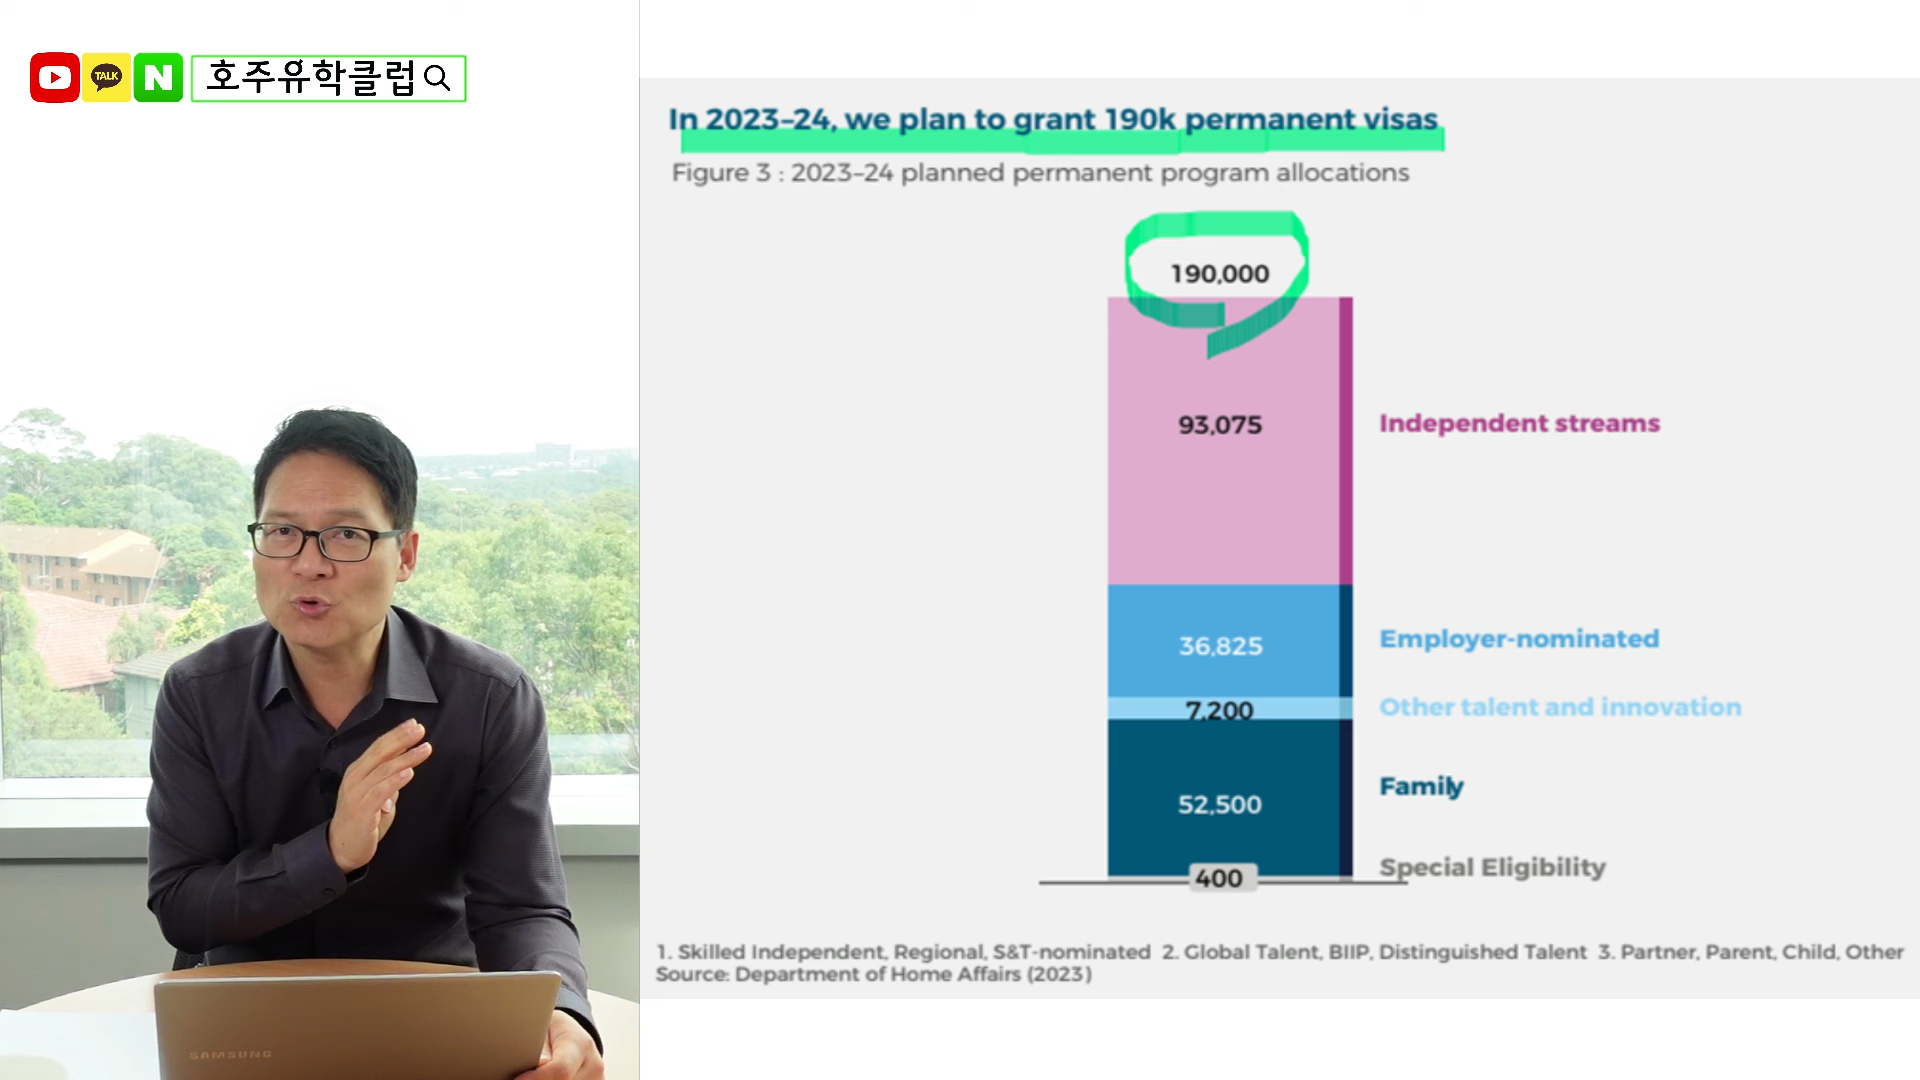 TALK
N
호주유학클럽
In 2023-24, we plan to grant 190k permanent visas
Figure 3 : 2023-24 planned permanent program allocations
190,000
93,075
Independent streams
36,825
Employer-nominated
7,200
Other talent and innovation
52,500
Family
400
Special Eligibility
1. Skilled Independent, Regional, S&T-nominated 2. Global Talent, BIIP, Distinguished Talent 3. Partner, Parent, Child, Other
Source: Department of Home Affairs (2023)
SAMSUNG